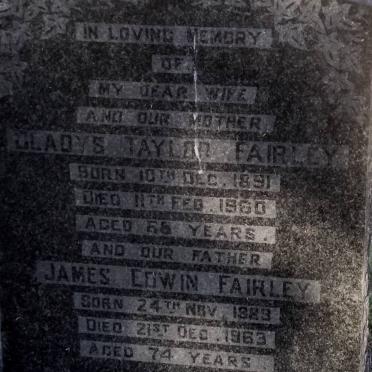 IN LOVING MEMORY
OF
MY DEAR WIFE
AND OUR MOTHER
GLADYS TAYLOR FAIRLEY
BORN 10TH DEC. 1891
DIED 11TH FEB. 1960
AGED 68 YEARS.
AND OUR FATHER
JAMES EDWIN FAIRLEY
BORN 24TH NOV. 1889
DIED 21ST DEC. 1963
AGED 74 YEARS